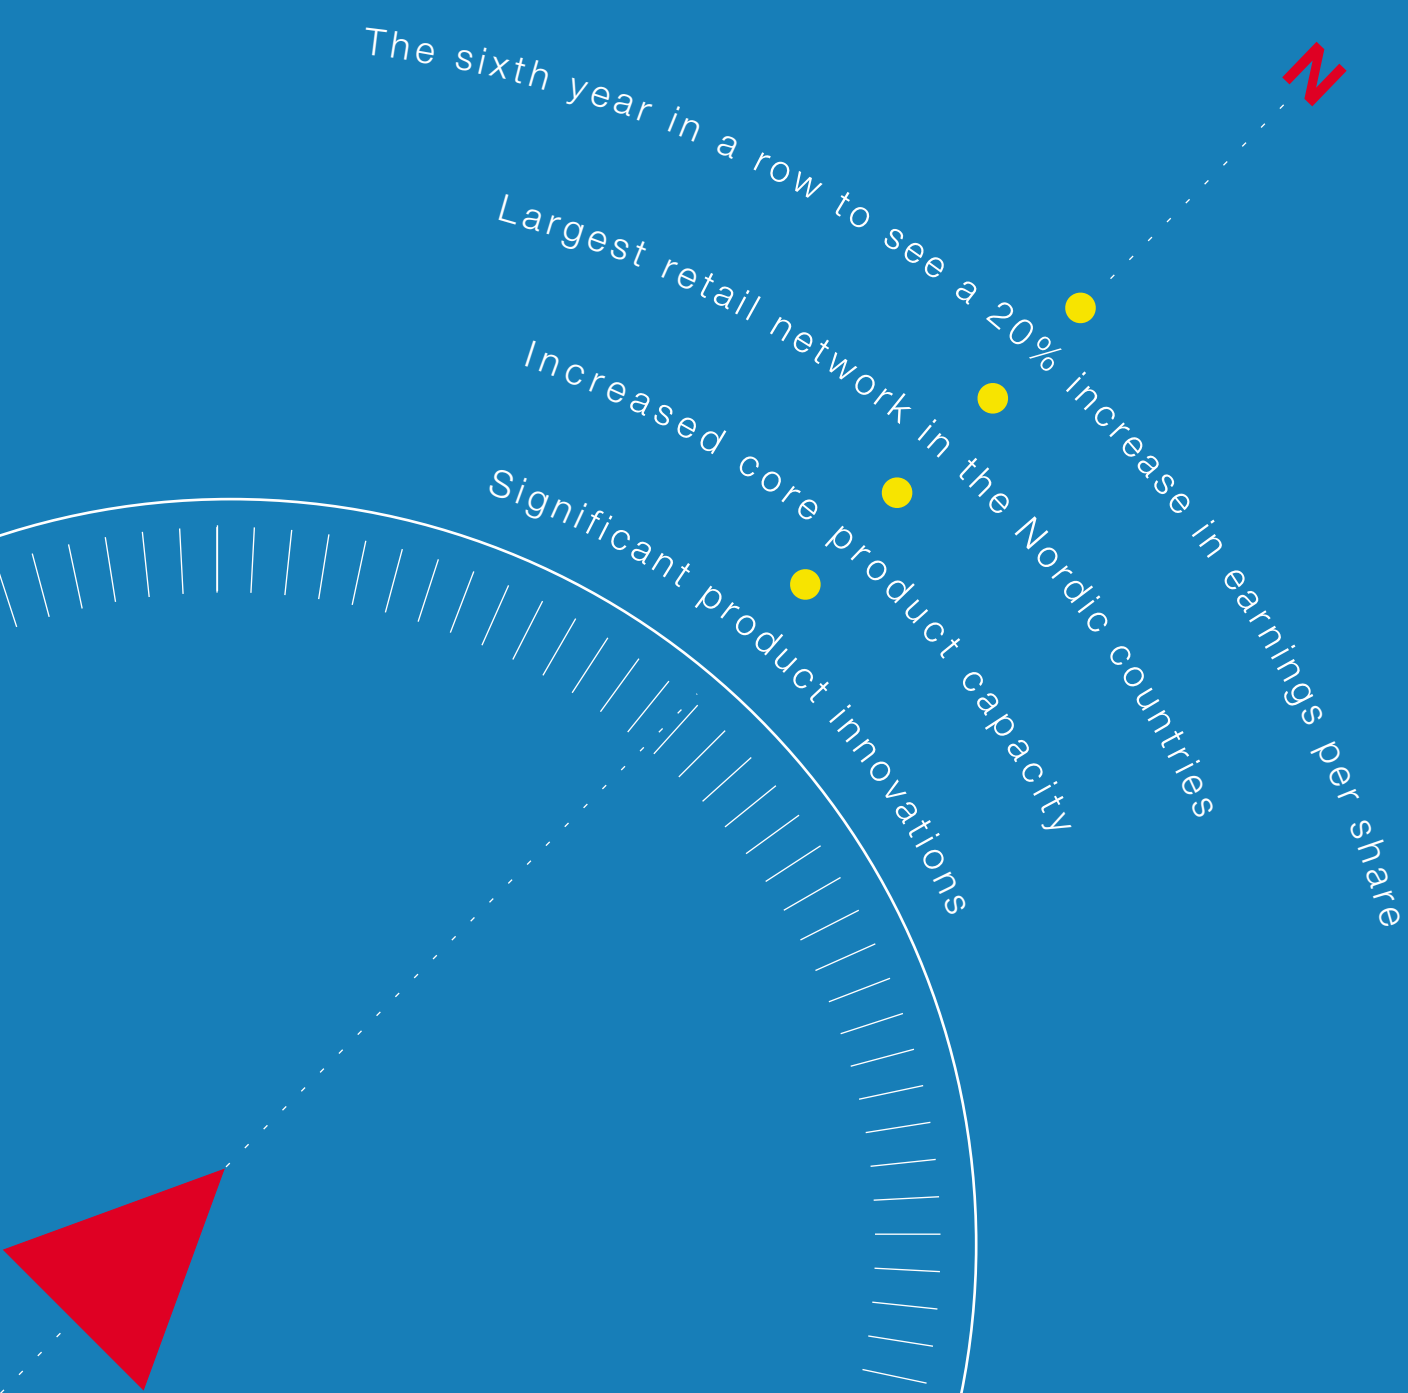 The sixth year in a row to see a 20% increase in earnings per share
N
Largest retail network in the Nordic countries
Increased core product capacity
Significant product innovations